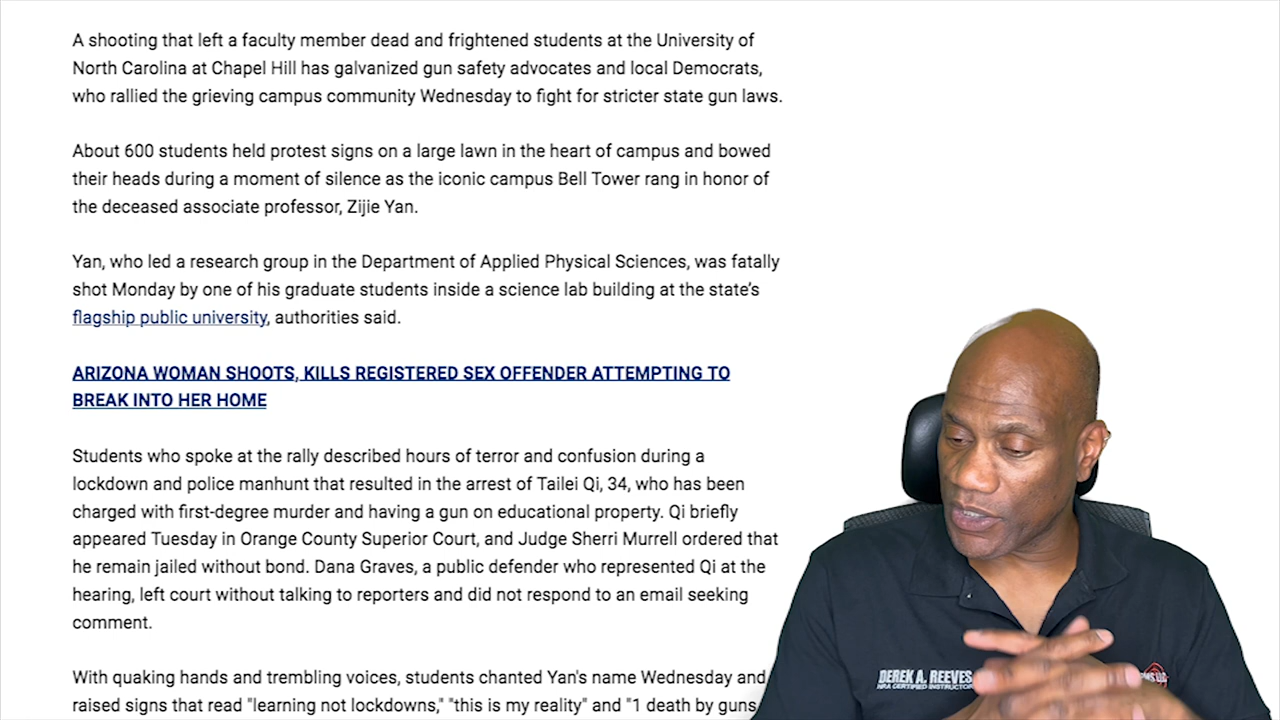 A shooting that left a faculty member dead and frightened students at the University of
North Carolina at Chapel Hill has galvanized gun safety advocates and local Democrats,
who rallied the grieving campus community Wednesday to fight for stricter state gun laws.
About 600 students held protest signs on a large lawn in the heart of campus and bowed
their heads during a moment of silence as the iconic campus Bell Tower rang in honor of
the deceased associate professor, Zijie Yan.
Yan, who led a research group in the Department of Applied Physical Sciences, was fatally
shot Monday by one of his graduate students inside a science lab building at the state’s
flagship public university, authorities said.
ARIZONA WOMAN SHOOTS, KILLS REGISTERED SEX OFFENDER ATTEMPTING TO
BREAK INTO HER HOME
Students who spoke at the rally described hours of terror and confusion during a
lockdown and police manhunt that resulted in the arrest of Tailei Qi, 34, who has been
charged with first-degree murder and having a gun on educational property. Qi briefly
appeared Tuesday in Orange County Superior Court, and Judge Sherri Murrell ordered that
he remain jailed without bond. Dana Graves, a public defender who represented Qi at the
hearing, left court without talking to reporters and did not respond to an email seeking
comment.
With quaking hands and trembling voices, students chanted Yan's name Wednesday and
raised signs that read "learning not lockdowns," "this is my reality" and "1 death by guns
DEREK A. REEVES
NRA CERTIFIED INSTRUCTOR